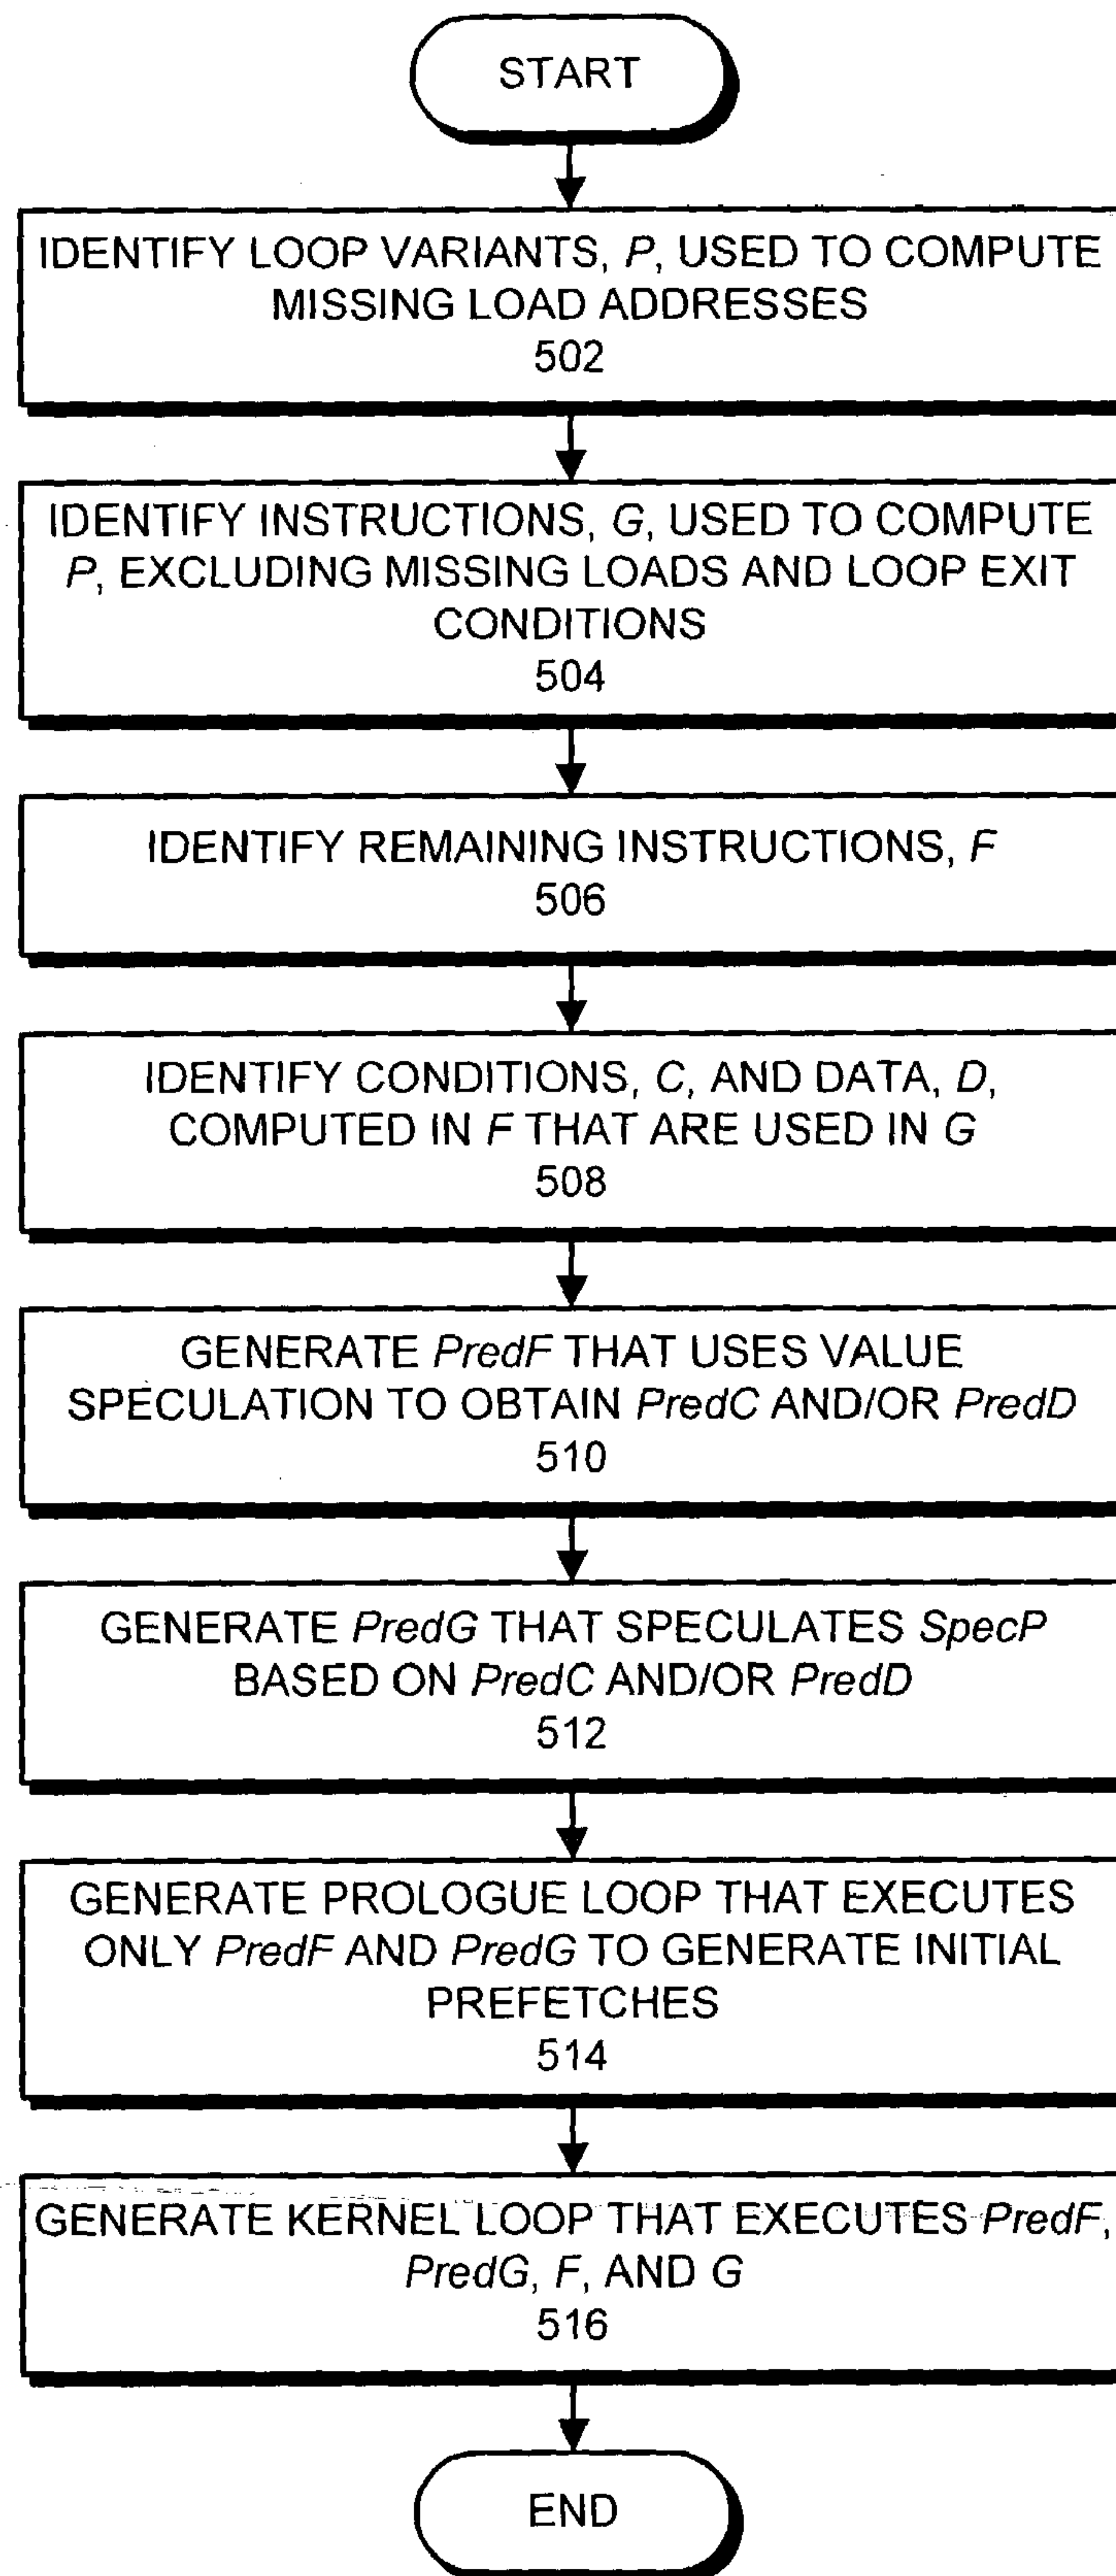 START
IDENTIFY LOOP VARIANTS, P, USED TO COMPUTE
MISSING LOAD ADDRESSES
502
IDENTIFY INSTRUCTIONS, G, USED TO COMPUTE
P, EXCLUDING MISSING LOADS AND LOOP EXIT
CONDITIONS
504
IDENTIFY REMAINING INSTRUCTIONS, F
506
IDENTIFY CONDITIONS, C, AND DATA, D,
COMPUTED IN F THAT ARE USED IN G
508
GENERATE PredF THAT USES VALUE
SPECULATION TO OBTAIN PredC AND/OR PredD
510
GENERATE PredG THAT SPECULATES SpecP
BASED ON PredC AND/OR PredD
512
GENERATE PROLOGUE LOOP THAT EXECUTES
ONLY PredF AND PredG TO GENERATE INITIAL
PREFETCHES
514
GENERATE KERNEL LOOP THAT EXECUTES PredF,
PredG, F, AND G
516
END